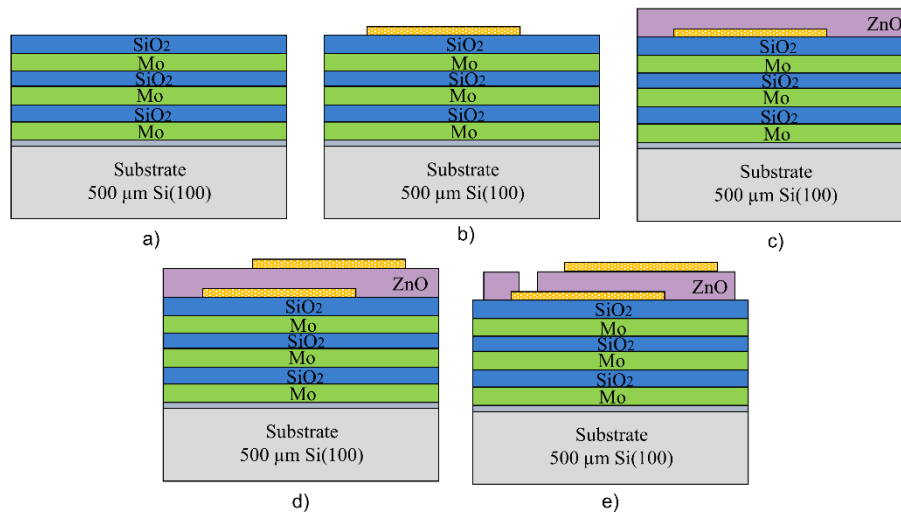 SiO2
Mo
SiO2
Mo
SiO2
Mo
Substrate
500 µm Si(100)
a)
SiO2
Mo
SiO2
Mo
SiO2
Mo
Substrate
500 µm Si(100)
b)
ZnO
SiO2
Mo
SiO2
Mo
SiO2
Mo
Substrate
500 µm Si(100)
c)
ZnO
SiO2
Mo
SiO2
Mo
SiO2
Mo
Substrate
500 µm Si(100)
d)
ZnO
SiO2
Mo
SiO2
Mo
SiO2
Mo
Substrate
500 µm Si(100)
e)